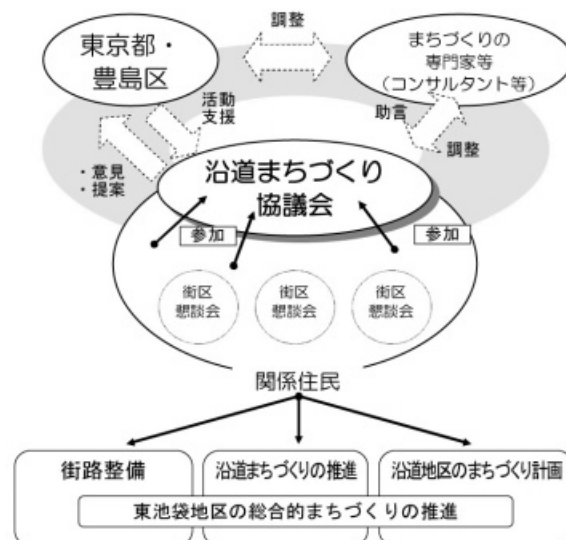 東京都・
豊島区
調整
まちづくりの
専門家等
（コンサルタント等）
活動
支援
助言
調整
・意見
・提案
沿道まちづくり
協議会
参加
参加
街区
懇談会
街区
懇談会
街区
懇談会
関係住民
街路整備
沿道まちづくりの推進
沿道地区のまちづくり計画
東池袋地区の総合的まちづくりの推進